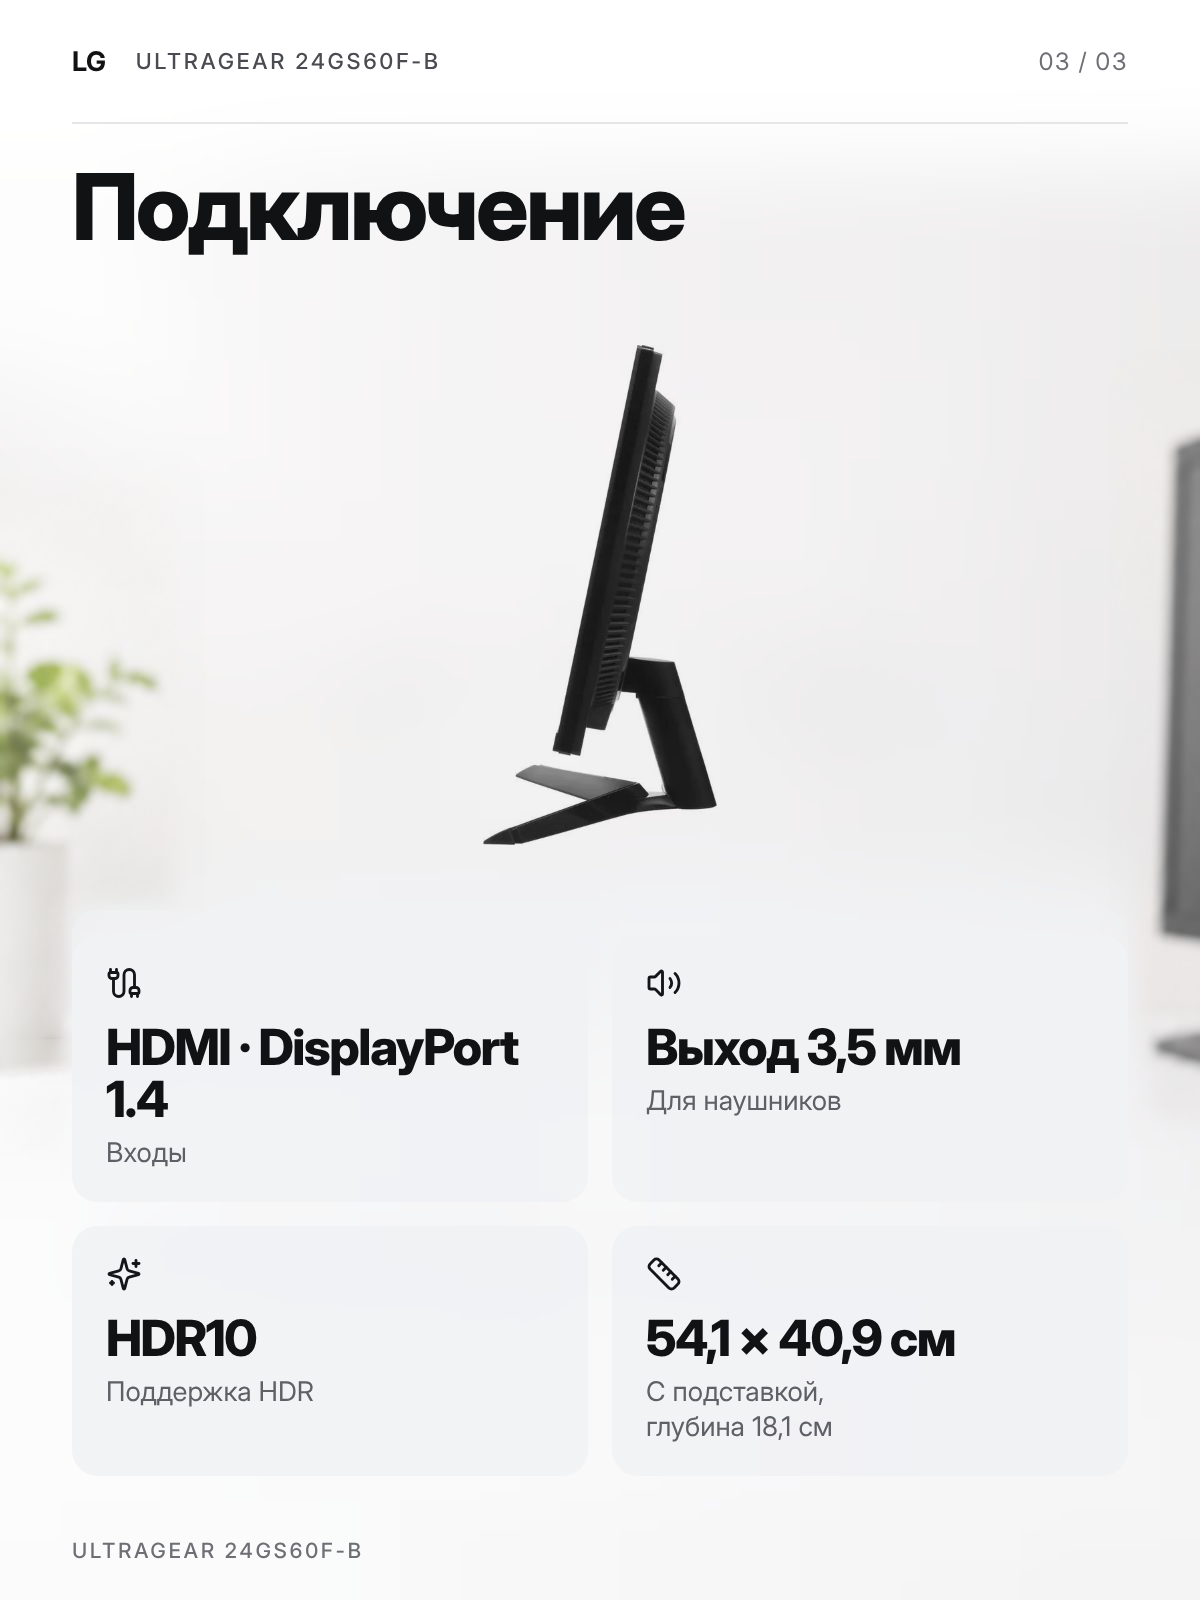 LG ULTRAGEAR 24GS60F-B 03 / 03
Подключение
HDMI · DisplayPort
1.4
Входы
Выход 3,5 мм
Для наушников
HDR10
Поддержка HDR
54,1 × 40,9 см
С подставкой,
глубина 18,1 см
ULTRAGEAR 24GS60F-B